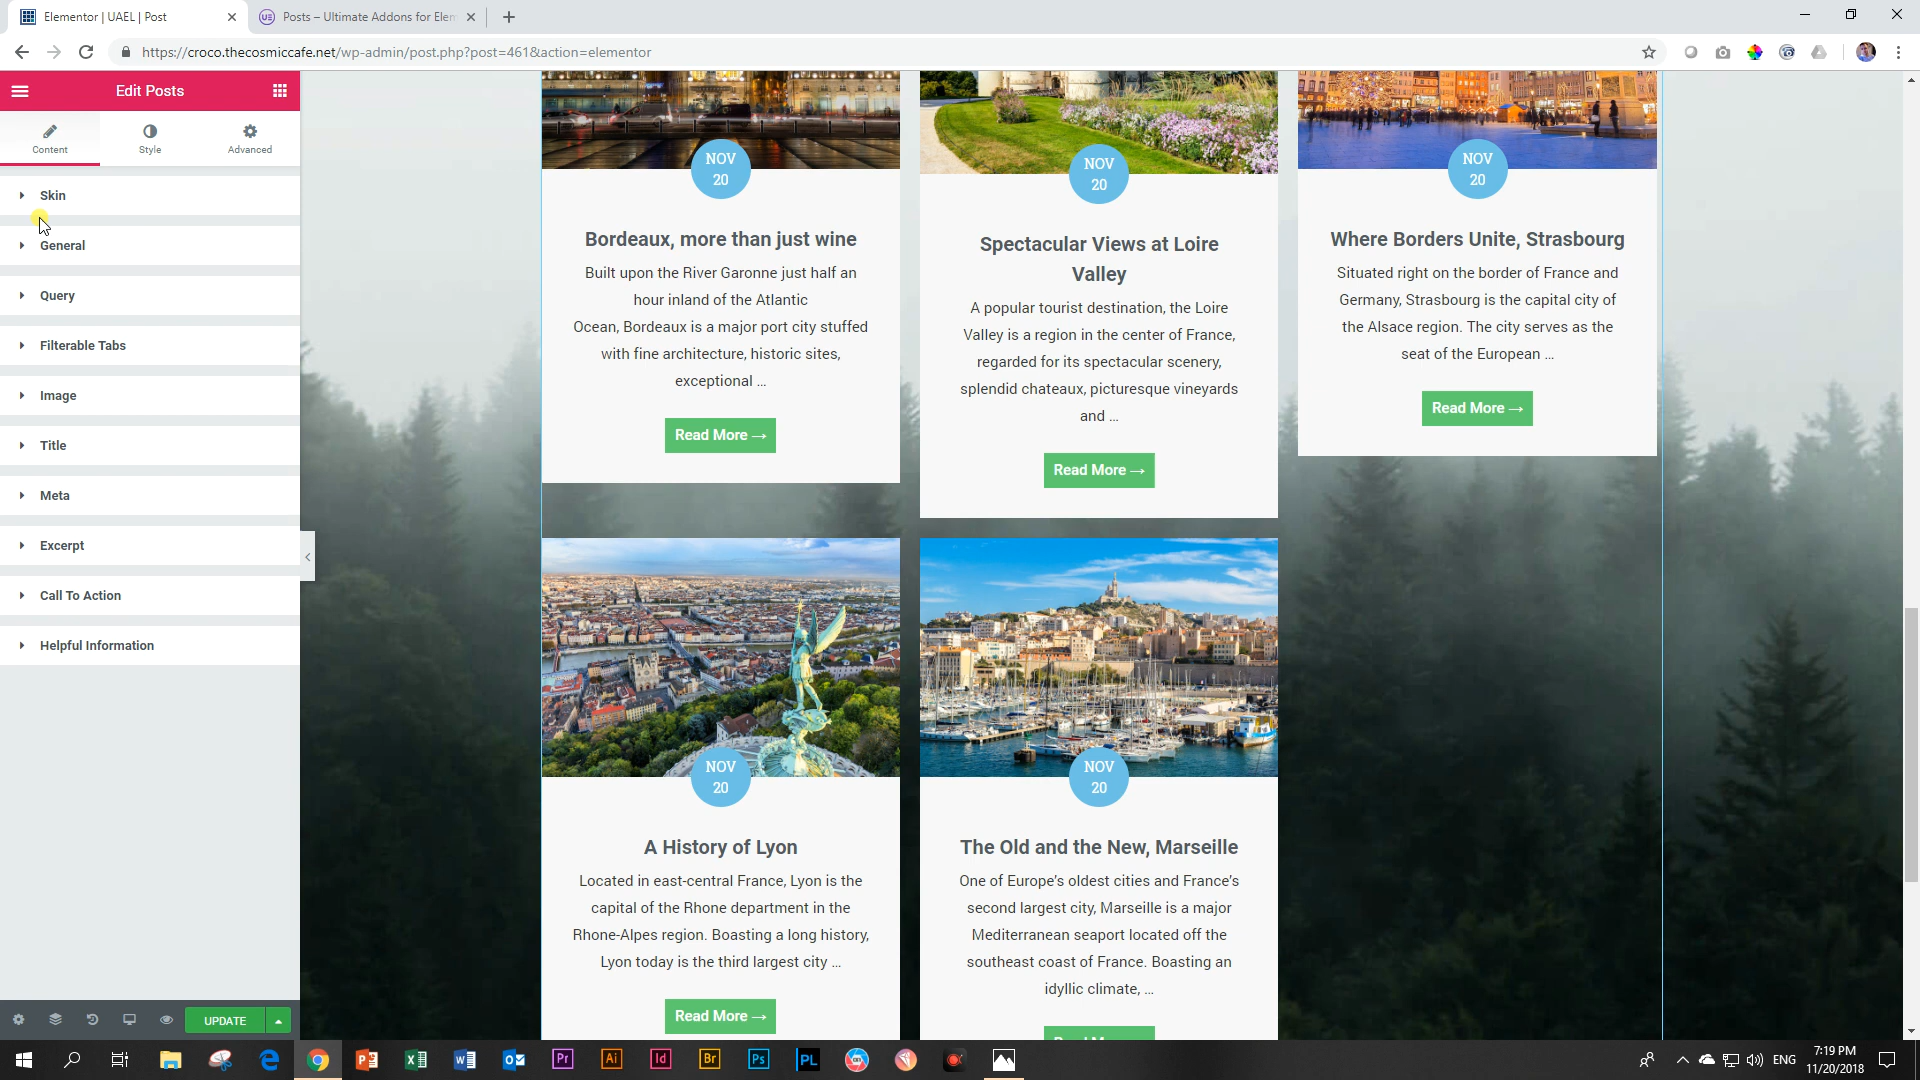 Elementor | UAEL | Post
Posts – Ultimate Addons for Elem
https://croco.thecosmiccafe.net/wp-admin/post.php?post=461&action=elementor
Edit Posts
Content
Style
Advanced
Skin
General
Query
Filterable Tabs
Image
Title
Meta
Excerpt
Call To Action
Helpful Information
UPDATE
NOV
20
Bordeaux, more than just wine
Built upon the River Garonne just half an
hour inland of the Atlantic
Ocean, Bordeaux is a major port city stuffed
with fine architecture, historic sites,
exceptional ...
Read More →
NOV
20
Spectacular Views at Loire
Valley
A popular tourist destination, the Loire
Valley is a region in the center of France,
regarded for its spectacular scenery,
splendid chateaux, picturesque vineyards
and ...
Read More →
NOV
20
Where Borders Unite, Strasbourg
Situated right on the border of France and
Germany, Strasbourg is the capital city of
the Alsace region. The city serves as the
seat of the European ...
Read More →
NOV
20
A History of Lyon
Located in east-central France, Lyon is the
capital of the Rhone department in the
Rhone-Alpes region. Boasting a long history,
Lyon today is the third largest city ...
Read More →
NOV
20
The Old and the New, Marseille
One of Europe's oldest cities and France's
second largest city, Marseille is a major
Mediterranean seaport located off the
southeast coast of France. Boasting an
idyllic climate, ...
Pr
Ai
Id
Br
Ps
PL
ENG
7:19 PM
11/20/2018